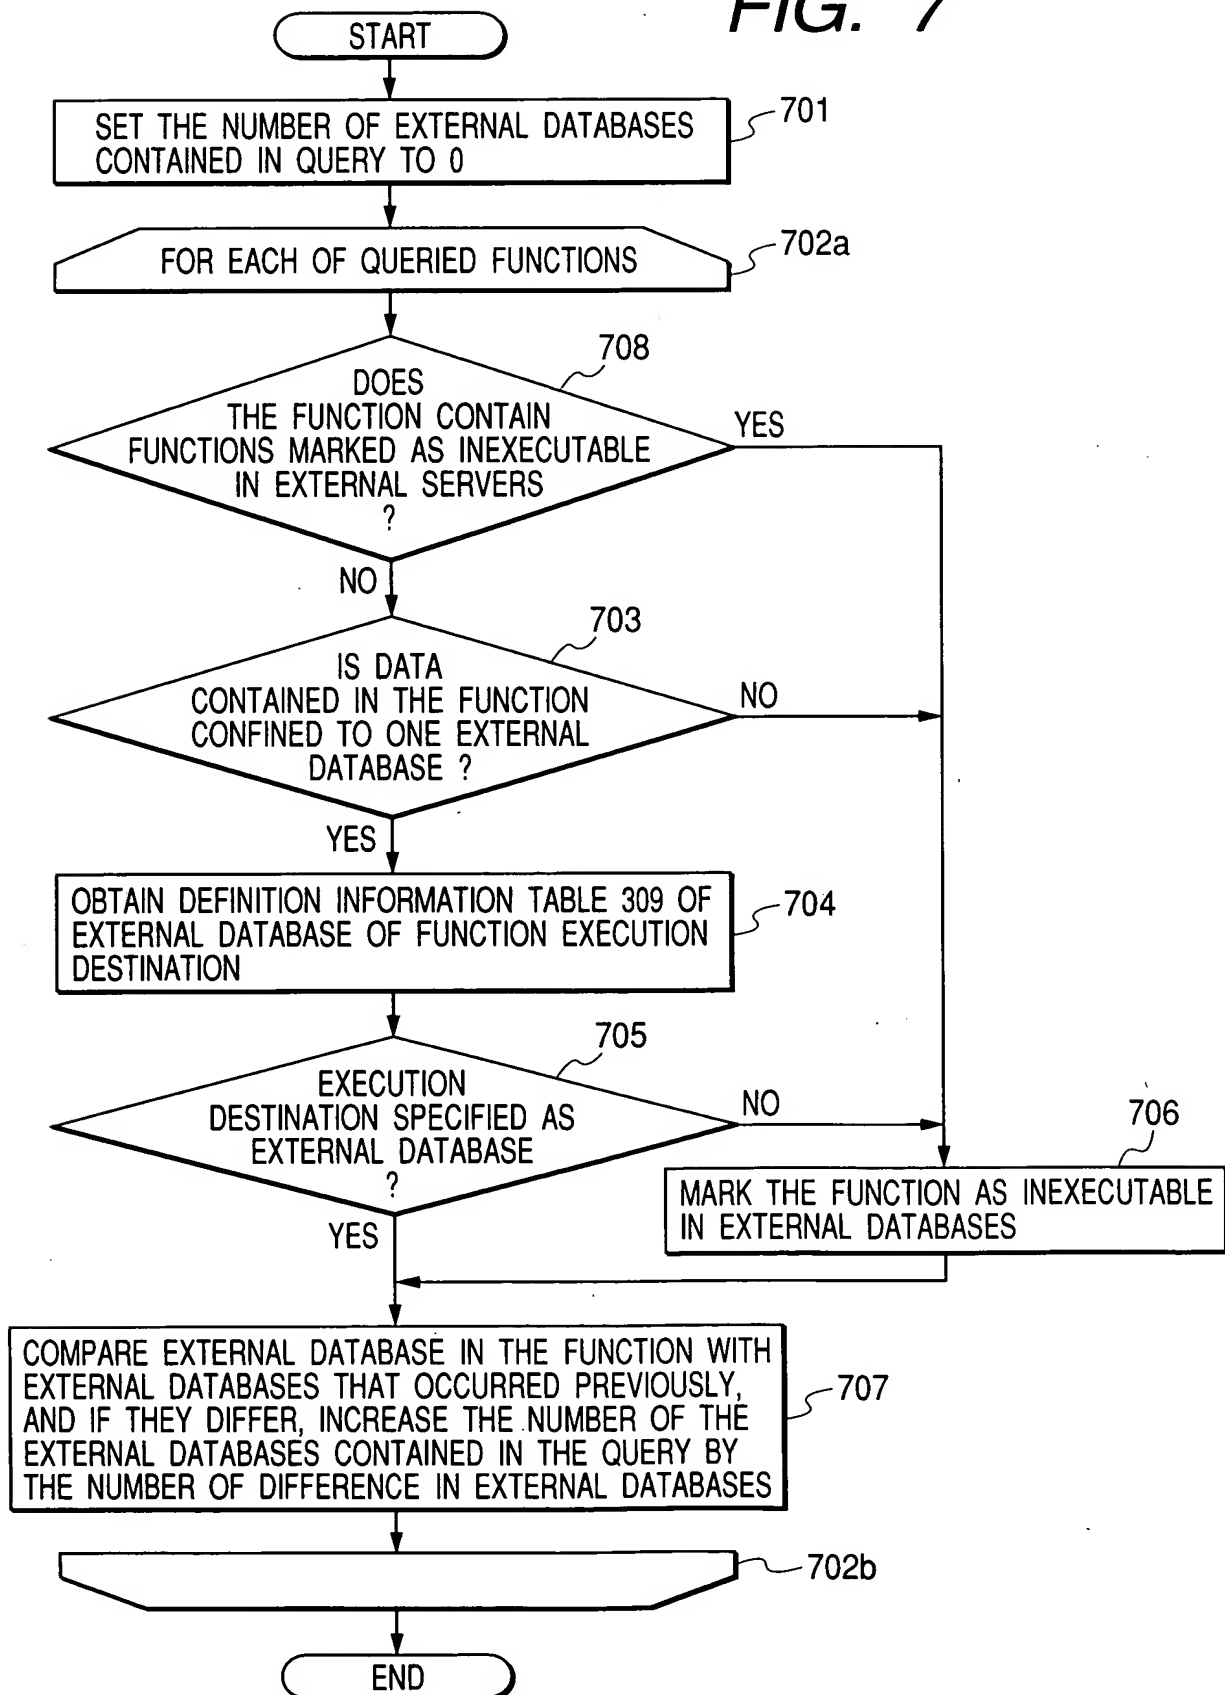 FIG. 7
START
701
SET THE NUMBER OF EXTERNAL DATABASES
CONTAINED IN QUERY TO 0
702a
FOR EACH OF QUERIED FUNCTIONS
708
DOES
THE FUNCTION CONTAIN
FUNCTIONS MARKED AS INEXECUTABLE
IN EXTERNAL SERVERS
?
YES
NO
703
IS DATA
CONTAINED IN THE FUNCTION
CONFINED TO ONE EXTERNAL
DATABASE ?
NO
YES
OBTAIN DEFINITION INFORMATION TABLE 309 OF
EXTERNAL DATABASE OF FUNCTION EXECUTION
DESTINATION
704
705
EXECUTION
DESTINATION SPECIFIED AS
EXTERNAL DATABASE
?
NO
YES
706
MARK THE FUNCTION AS INEXECUTABLE
IN EXTERNAL DATABASES
COMPARE EXTERNAL DATABASE IN THE FUNCTION WITH
EXTERNAL DATABASES THAT OCCURRED PREVIOUSLY,
AND IF THEY DIFFER, INCREASE THE NUMBER OF THE
EXTERNAL DATABASES CONTAINED IN THE QUERY BY
THE NUMBER OF DIFFERENCE IN EXTERNAL DATABASES
707
702b
END